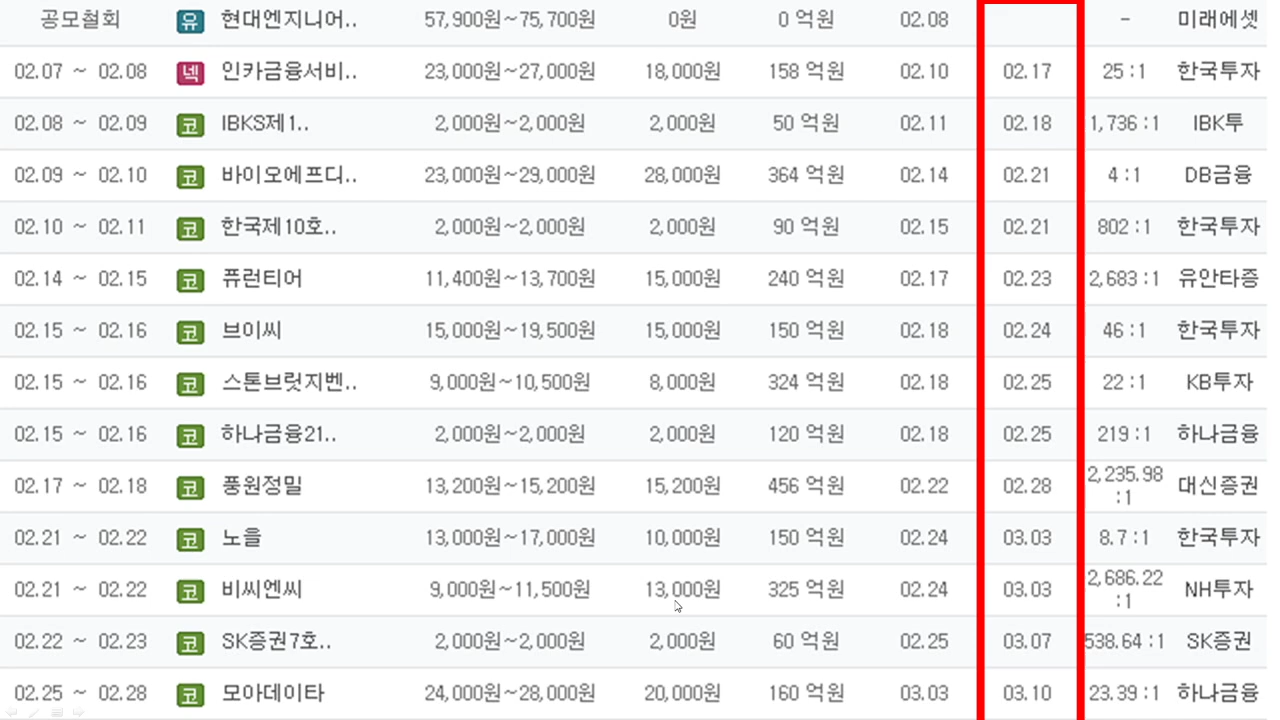 공모철회 유 현대엔지니어.. 57,900원~75,700원 0원 0 억원 02.08 - 미래에셋
02.07 ~ 02.08 넥 인카금융서비.. 23,000원~27,000원 18,000원 158 억원 02.10 02.17 25:1 한국투자
02.08 ~ 02.09 코 IBKS제1.. 2,000원~2,000원 2,000원 50 억원 02.11 02.18 1,736:1 IBK투
02.09 ~ 02.10 코 바이오에프디.. 23,000원~29,000원 28,000원 364 억원 02.14 02.21 4:1 DB금융
02.10 ~ 02.11 코 한국제10호.. 2,000원~2,000원 2,000원 90 억원 02.15 02.21 802:1 한국투자
02.14 ~ 02.15 코 퓨런티어 11,400원~13,700원 15,000원 240 억원 02.17 02.23 2,683:1 유안타증
02.15 ~ 02.16 코 브이씨 15,000원~19,500원 15,000원 150 억원 02.18 02.24 46:1 한국투자
02.15 ~ 02.16 코 스톤브릿지벤.. 9,000원~10,500원 8,000원 324 억원 02.18 02.25 22:1 KB투자
02.15 ~ 02.16 코 하나금융21.. 2,000원~2,000원 2,000원 120 억원 02.18 02.25 219:1 하나금융
02.17 ~ 02.18 코 풍원정밀 13,200원~15,200원 15,200원 456 억원 02.22 02.28 2,235.98 :1 대신증권
02.21 ~ 02.22 코 노을 13,000원~17,000원 10,000원 150 억원 02.24 03.03 8.7:1 한국투자
02.21 ~ 02.22 코 비씨엔씨 9,000원~11,500원 13,000원 325 억원 02.24 03.03 2,686.22 :1 NH투자
02.22 ~ 02.23 코 SK증권7호.. 2,000원~2,000원 2,000원 60 억원 02.25 03.07 538.64:1 SK증권
02.25 ~ 02.28 코 모아데이타 24,000원~28,000원 20,000원 160 억원 03.03 03.10 23.39:1 하나금융